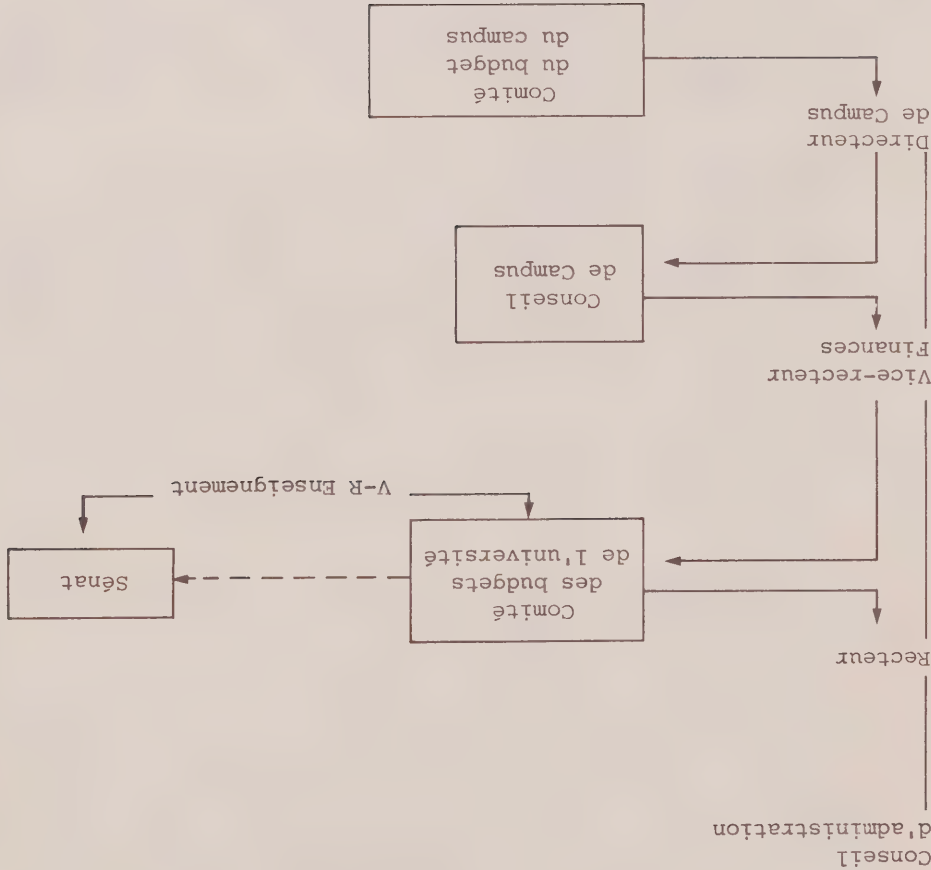 Conseil
d'administration
Recteur
Comité
des budgets
de l'université
Sénat
V-R Enseignement
Vice-recteur
Finances
Conseil
de Campus
Directeur
de Campus
Comité
du budget
du campus